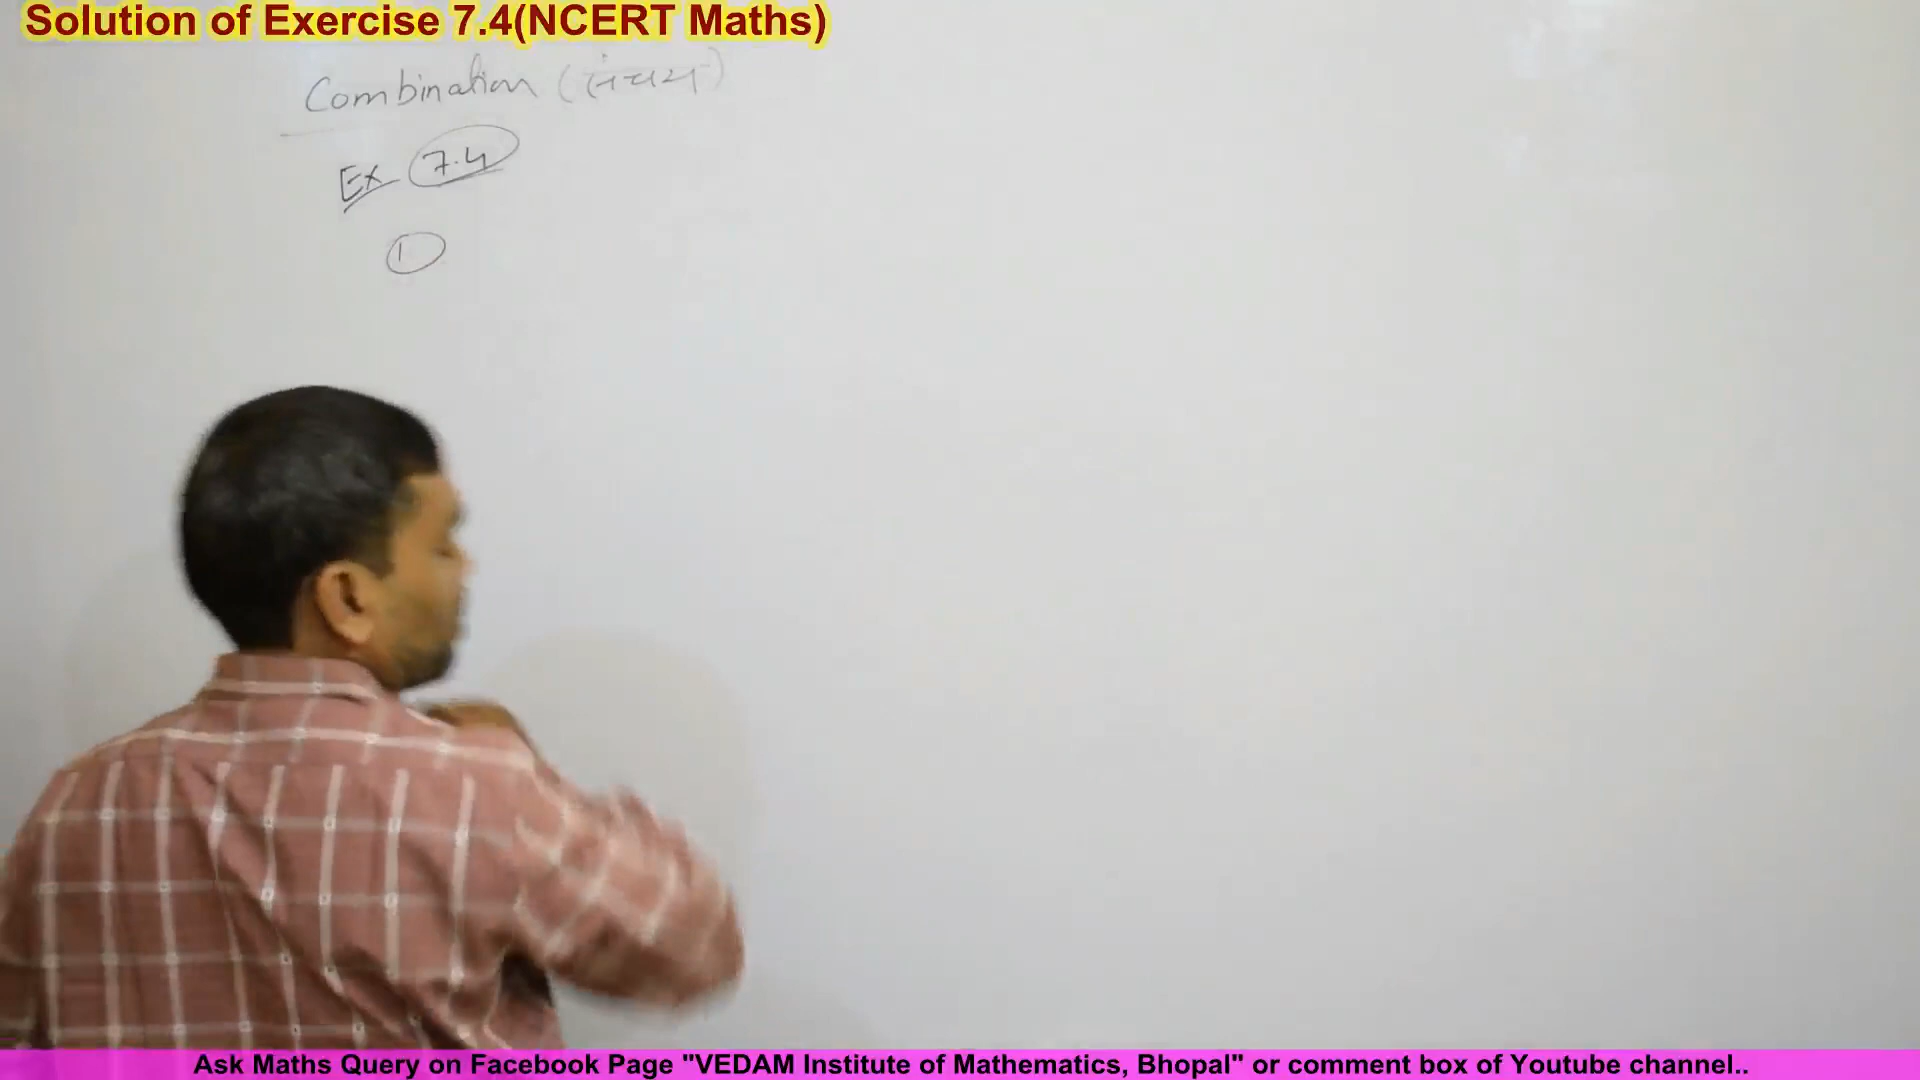 Solution of Exercise 7.4(NCERT Maths)
Combination (संचय)
Ex 7.4
1
Ask Maths Query on Facebook Page "VEDAM Institute of Mathematics, Bhopal" or comment box of Youtube channel..